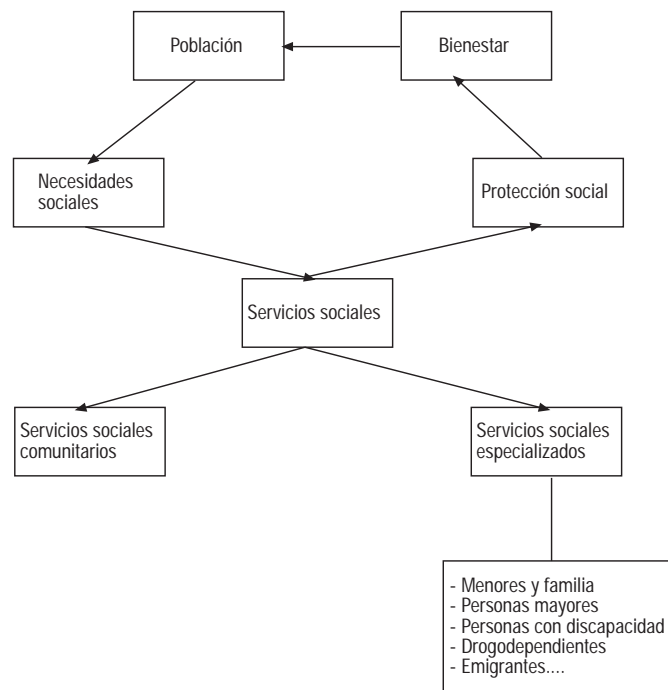 Población
Bienestar
Necesidades
sociales
Protección social
Servicios sociales
Servicios sociales
comunitarios
Servicios sociales
especializados
- Menores y familia
- Personas mayores
- Personas con discapacidad
- Drogodependientes
- Emigrantes....